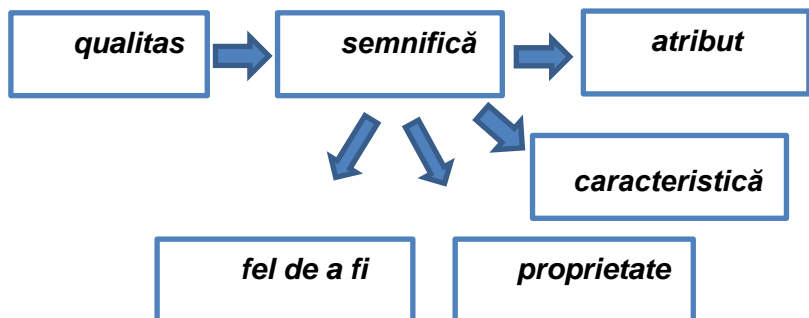 qualitas
semnifică
atribut
caracteristică
fel de a fi
proprietate